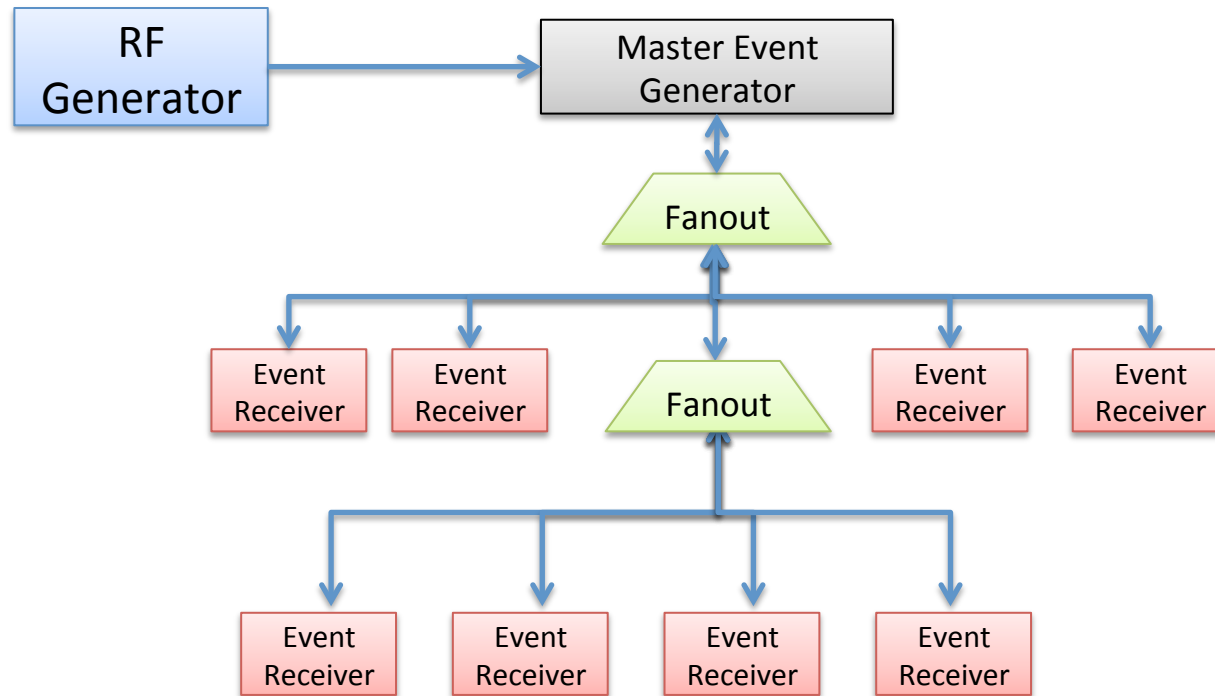 RF
Generator
Master Event
Generator
Fanout
Event
Receiver
Event
Receiver
Fanout
Event
Receiver
Event
Receiver
Event
Receiver
Event
Receiver
Event
Receiver
Event
Receiver